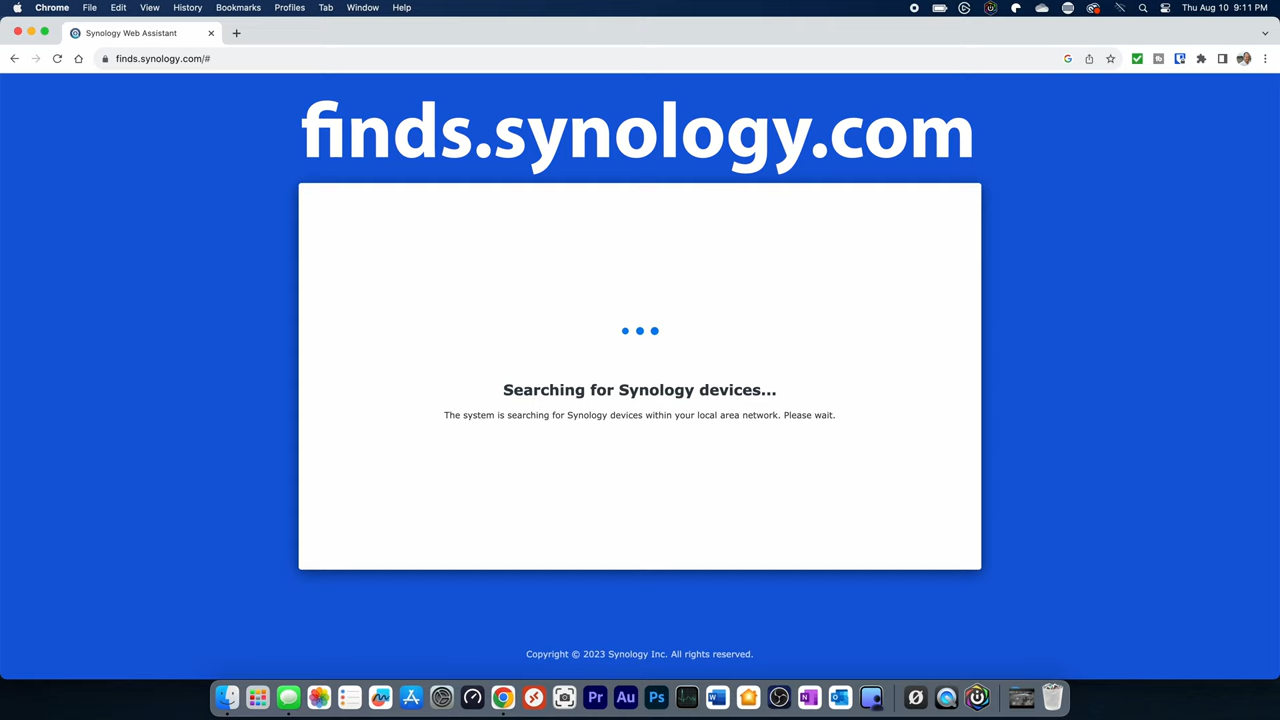 Chrome File Edit View History Bookmarks Profiles Tab Window Help Thu Aug 10 9:11 PM
Synology Web Assistant
finds.synology.com/#
finds.synology.com
Searching for Synology devices...
The system is searching for Synology devices within your local area network. Please wait.
Copyright © 2023 Synology Inc. All rights reserved.
Pr Au Ps W N O